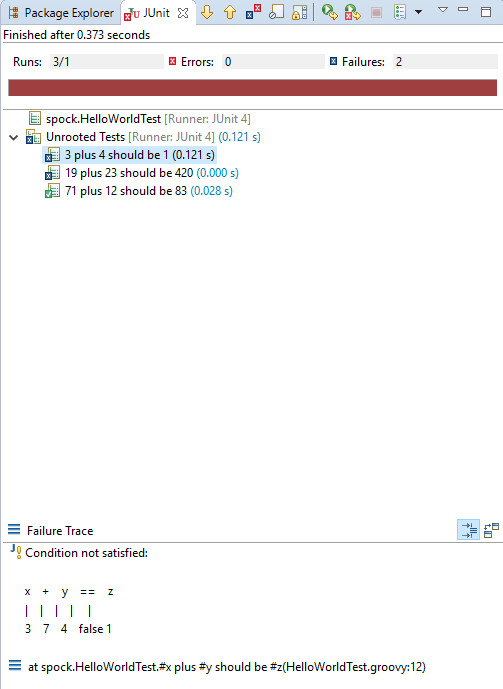 Package Explorer JUnit
Finished after 0.373 seconds
Runs: 3/1 Errors: 0 Failures: 2
spock.HelloWorldTest [Runner: JUnit 4]
Unrooted Tests [Runner: JUnit 4] (0.121 s)
3 plus 4 should be 1 (0.121 s)
19 plus 23 should be 420 (0.000 s)
71 plus 12 should be 83 (0.028 s)
Failure Trace
Condition not satisfied:
x + y == z
| | | | |
3 7 4 false 1
at spock.HelloWorldTest.#x plus #y should be #z(HelloWorldTest.groovy:12)